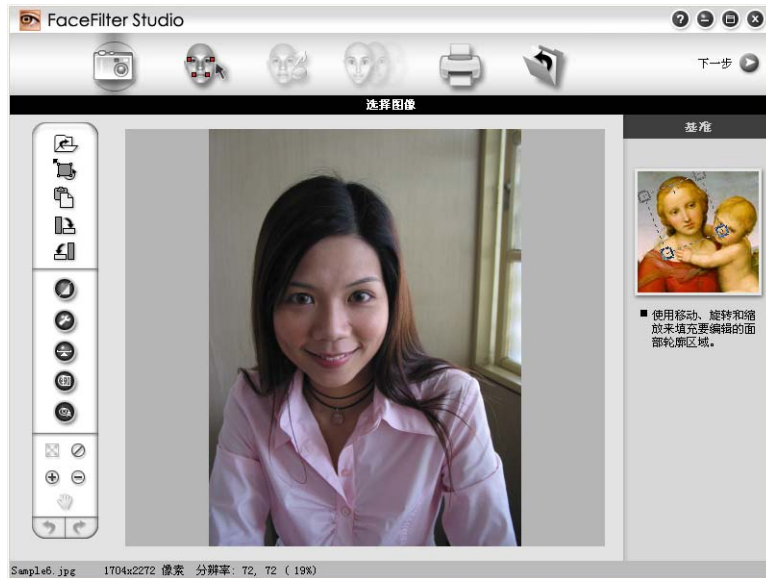 FaceFilter Studio
下一步
选择图像
基准
■ 使用移动、旋转和缩
放来填充要编辑的面
部轮廓区域。
Sample6.jpg 1704x2272 像素 分辨率: 72, 72 ( 19%)